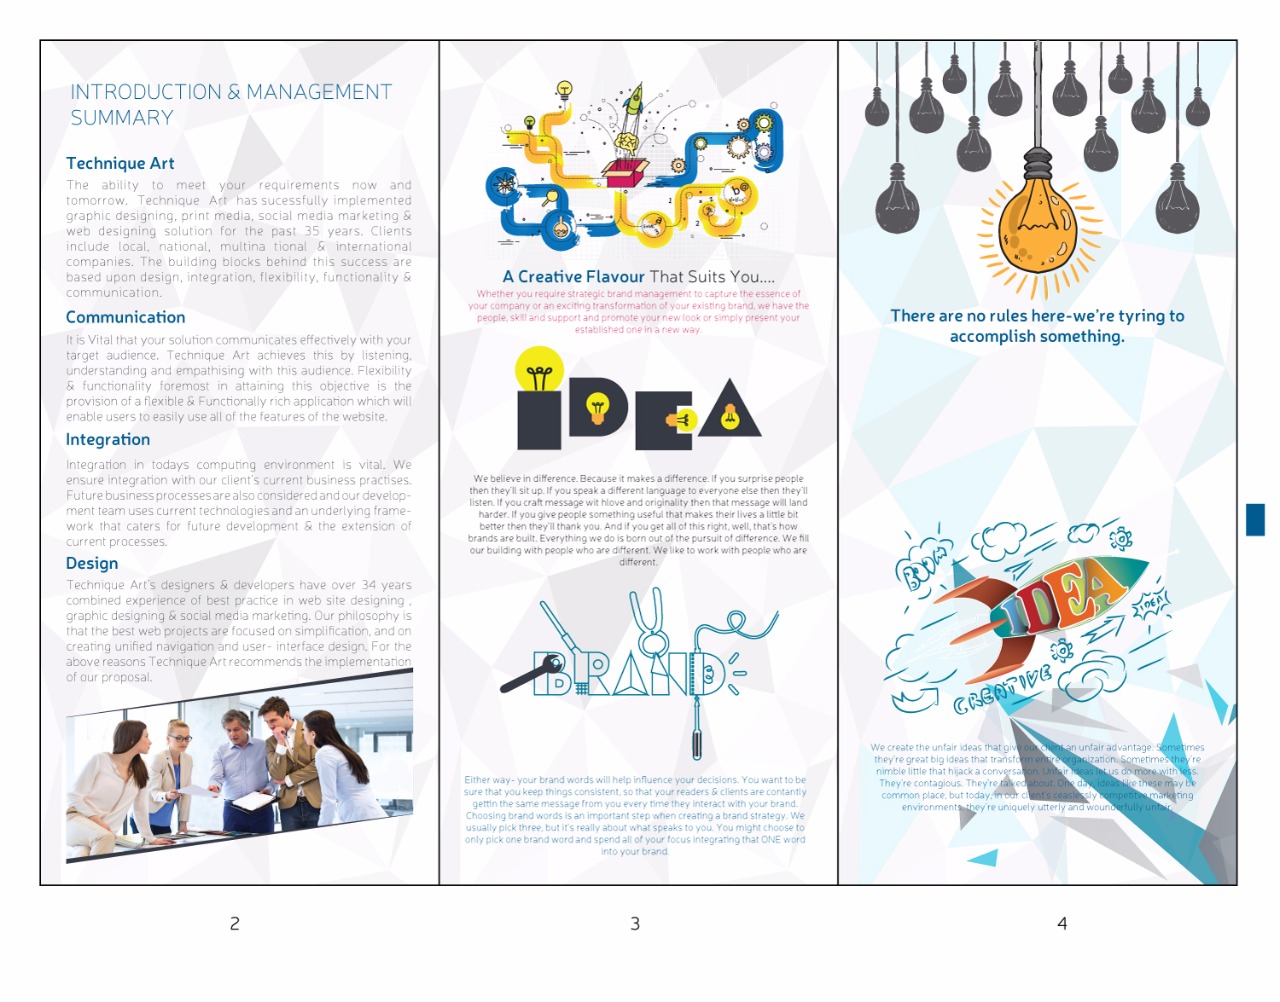 INTRODUCTION & MANAGEMENT
SUMMARY
Technique Art
The ability to meet your requirements now and
tomorrow. Technique Art has sucessfully implemented
graphic designing, print media, social media marketing &
web designing solution for the past 35 years. Clients
include local, national, multina tional & international
companies. The building blocks behind this success are
based upon design, integration, flexibility, functionality &
communication.
Communication
It is Vital that your solution communicates effectively with your
target audience. Technique Art achieves this by listening,
understanding and empathising with this audience. Flexibility
& functionality foremost in attaining this objective is the
provision of a flexible & Functionally rich application which will
enable users to easily use all of the features of the website.
Integration
Integration in todays computing environment is vital. We
ensure integration with our client's current business practises.
Future business processes are also considered and our develop-
ment team uses current technologies and an underlying frame-
work that caters for future development & the extension of
current processes.
Design
Technique Art's designers & developers have over 34 years
combined experience of best practice in web site designing ,
graphic designing & social media marketing. Our philosophy is
that the best web projects are focused on simplification, and on
creating unified navigation and user- interface design. For the
above reasons Technique Art recommends the implementation
of our proposal.
2
A Creative Flavour That Suits You....
Whether you require strategic brand management to capture the essence of
your company or an exciting transformation of your existing brand, we have the
people, skill and support and promote your new look or simply present your
established one in a new way.
iDEA
We believe in difference. Because it makes a difference. If you surprise people
then they'll sit up. If you speak a different language to everyone else then they'll
listen. If you craft message wit hlove and originality then that message will land
harder. If you give people something useful that makes their lives a little bit
better then they'll thank you. And if you get all of this right, well, that's how
brands are built. Everything we do is born out of the pursuit of difference. We fill
our building with people who are different. We like to work with people who are
different.
BRAND
Either way- your brand words will help influence your decisions. You want to be
sure that you keep things consistent, so that your readers & clients are contantly
gettin the same message from you every time they interact with your brand.
Choosing brand words is an important step when creating a brand strategy. We
usually pick three, but it's really about what speaks to you. You might choose to
only pick one brand word and spend all of your focus integrating that ONE word
into your brand.
3
There are no rules here-we're tyring to
accomplish something.
BOOM
IDEA
IDEA
CREATIVE
We create the unfair ideas that give our client an unfair advantage. Sometimes
they're great big ideas that transform entire organization. Sometimes they're
nimble little that hijack a conversation. Unfair ideas let us do more with less.
They're contagious. They're talked about. One day, ideas like these may be
common place, but today, in our client's ceaslessly competitive marketing
environments, they're uniquely utterly and wounderfully unfair.
4